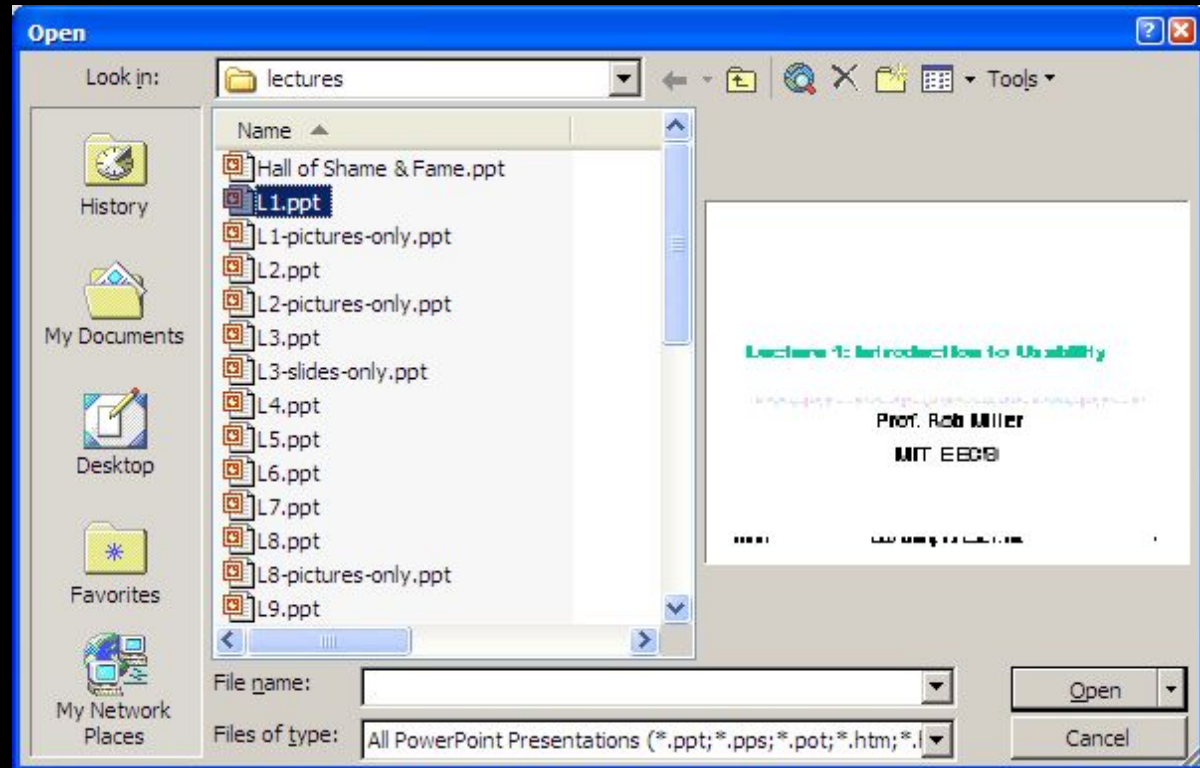 Open
Look in:
lectures
Tools
History
My Documents
Desktop
Favorites
My Network
Places
Name
Hall of Shame & Fame.ppt
L1.ppt
L1-pictures-only.ppt
L2.ppt
L2-pictures-only.ppt
L3.ppt
L3-slides-only.ppt
L4.ppt
L5.ppt
L6.ppt
L7.ppt
L8.ppt
L8-pictures-only.ppt
L9.ppt
Lecture 1: Introduction to Usability
Prof. Rob Miller
MIT EECS
File name:
Open
Files of type:
All PowerPoint Presentations (*.ppt;*.pps;*.pot;*.htm;*.
Cancel